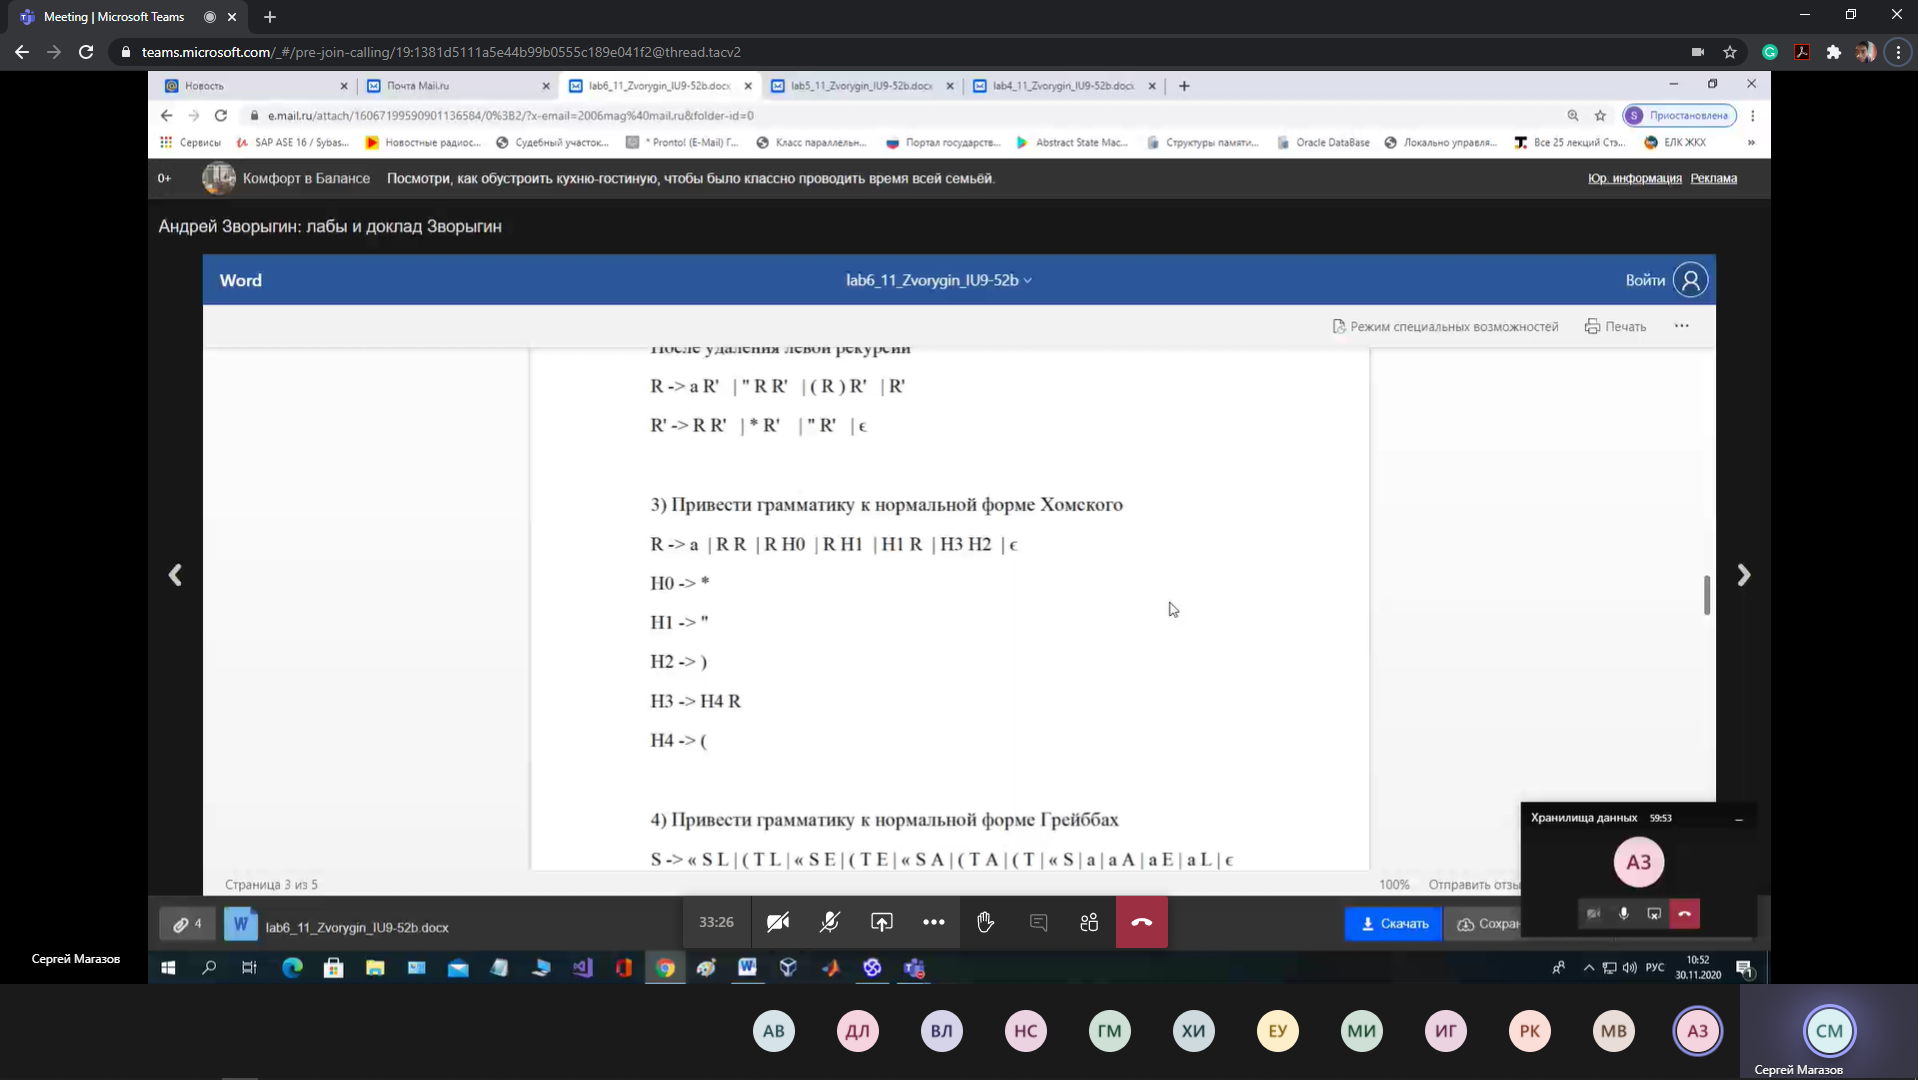 Meeting | Microsoft Teams
teams.microsoft.com/_#/pre-join-calling/19:1381d5111a5e44b99b0555c189e041f2@thread.tacv2
Новость
Почта Mail.ru
lab6_11_Zvorygin_IU9-52b.docx
lab5_11_Zvorygin_IU9-52b.docx
lab4_11_Zvorygin_IU9-52b.docx
e.mail.ru/attach/16067199590901136584/0%3B2/?x-email=2006mag%40mail.ru&folder-id=0
S Приостановлена
Сервисы
SAP ASE 16 / Sybas...
Новостные радиос...
Судебный участок...
* Pronto! (E-Mail) Г...
Класс параллельн...
Портал государств...
Abstract State Mac...
Структуры памяти...
Oracle DataBase
Локально управля...
Все 25 лекций Стэ...
ЕЛК ЖКХ
»
0+ Комфорт в Балансе Посмотри, как обустроить кухню-гостиную, чтобы было классно проводить время всей семьёй.
Юр. информация Реклама
Андрей Зворыгин: лабы и доклад Зворыгин
Word
lab6_11_Zvorygin_IU9-52b
Войти
Режим специальных возможностей
Печать
...
После удаления левой рекурсии
R -> a R' | " R R' | ( R ) R' | R'
R' -> R R' | * R' | " R' | ϵ
3) Привести грамматику к нормальной форме Хомского
R -> a | R R | R H0 | R H1 | H1 R | H3 H2 | ϵ
H0 -> *
H1 -> "
H2 -> )
H3 -> H4 R
H4 -> (
4) Привести грамматику к нормальной форме Грейббах
S -> « S L | ( T L | « S E | ( T E | « S A | ( T A | ( T | « S | a | a A | a E | a L | ϵ
Страница 3 из 5
100%
Отправить отзы
Хранилища данных 59:53
АЗ
4
W
lab6_11_Zvorygin_IU9-52b.docx
33:26
Скачать
Сохран
Сергей Магазов
РУС
10:52
30.11.2020
1
АВ
ДЛ
ВЛ
НС
ГМ
ХИ
ЕУ
МИ
ИГ
РК
МВ
АЗ
СМ
Сергей Магазов